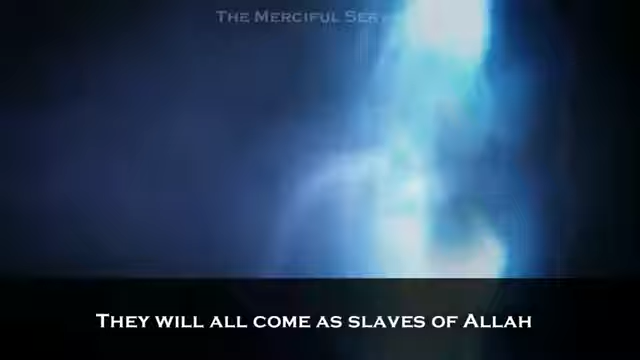 The Merciful Ser
They will all come as slaves of Allah